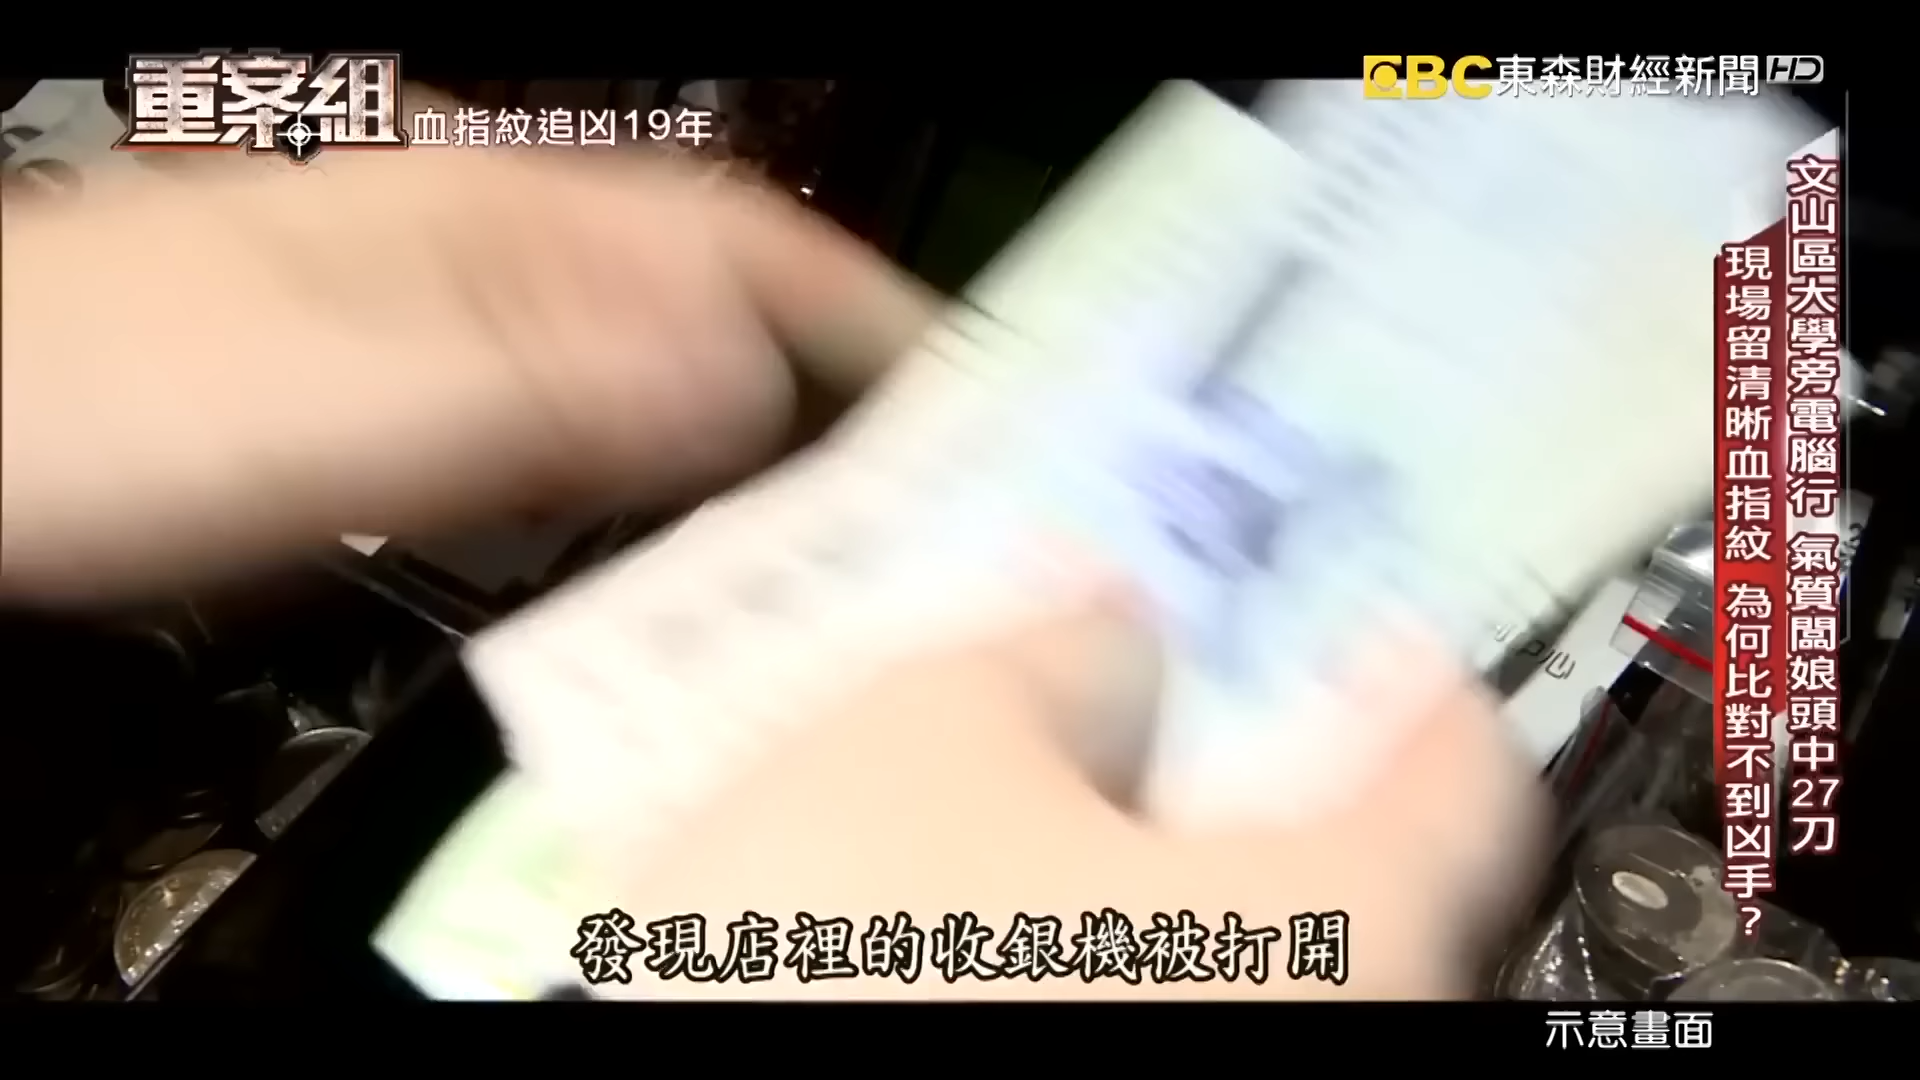 重案組
血指紋追凶19年
EBC東森財經新聞HD
文山區大學旁電腦行 氣質闆娘頭中27刀
現場留清晰血指紋 為何比對不到凶手?
發現店裡的收銀機被打開
示意畫面